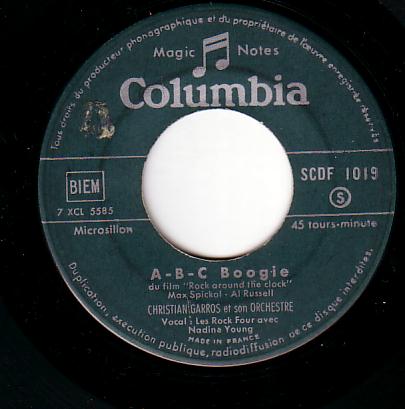 Tous droits du producteur phonographique et du propriétaire de l'œuvre enregistrée réservés
Magic Notes
Columbia
BIEM
SCDF 1019
S
7 XCL 5585
Microsillon
45 tours-minute
A-B-C Boogie
du film "Rock around the clock"
Max Spickol - Al Russell
CHRISTIAN GARROS et son ORCHESTRE
Vocal : Les Rock Four avec
Nadine Young
MADE IN FRANCE
Duplication, exécution publique, radiodiffusion de ce disque interdites.